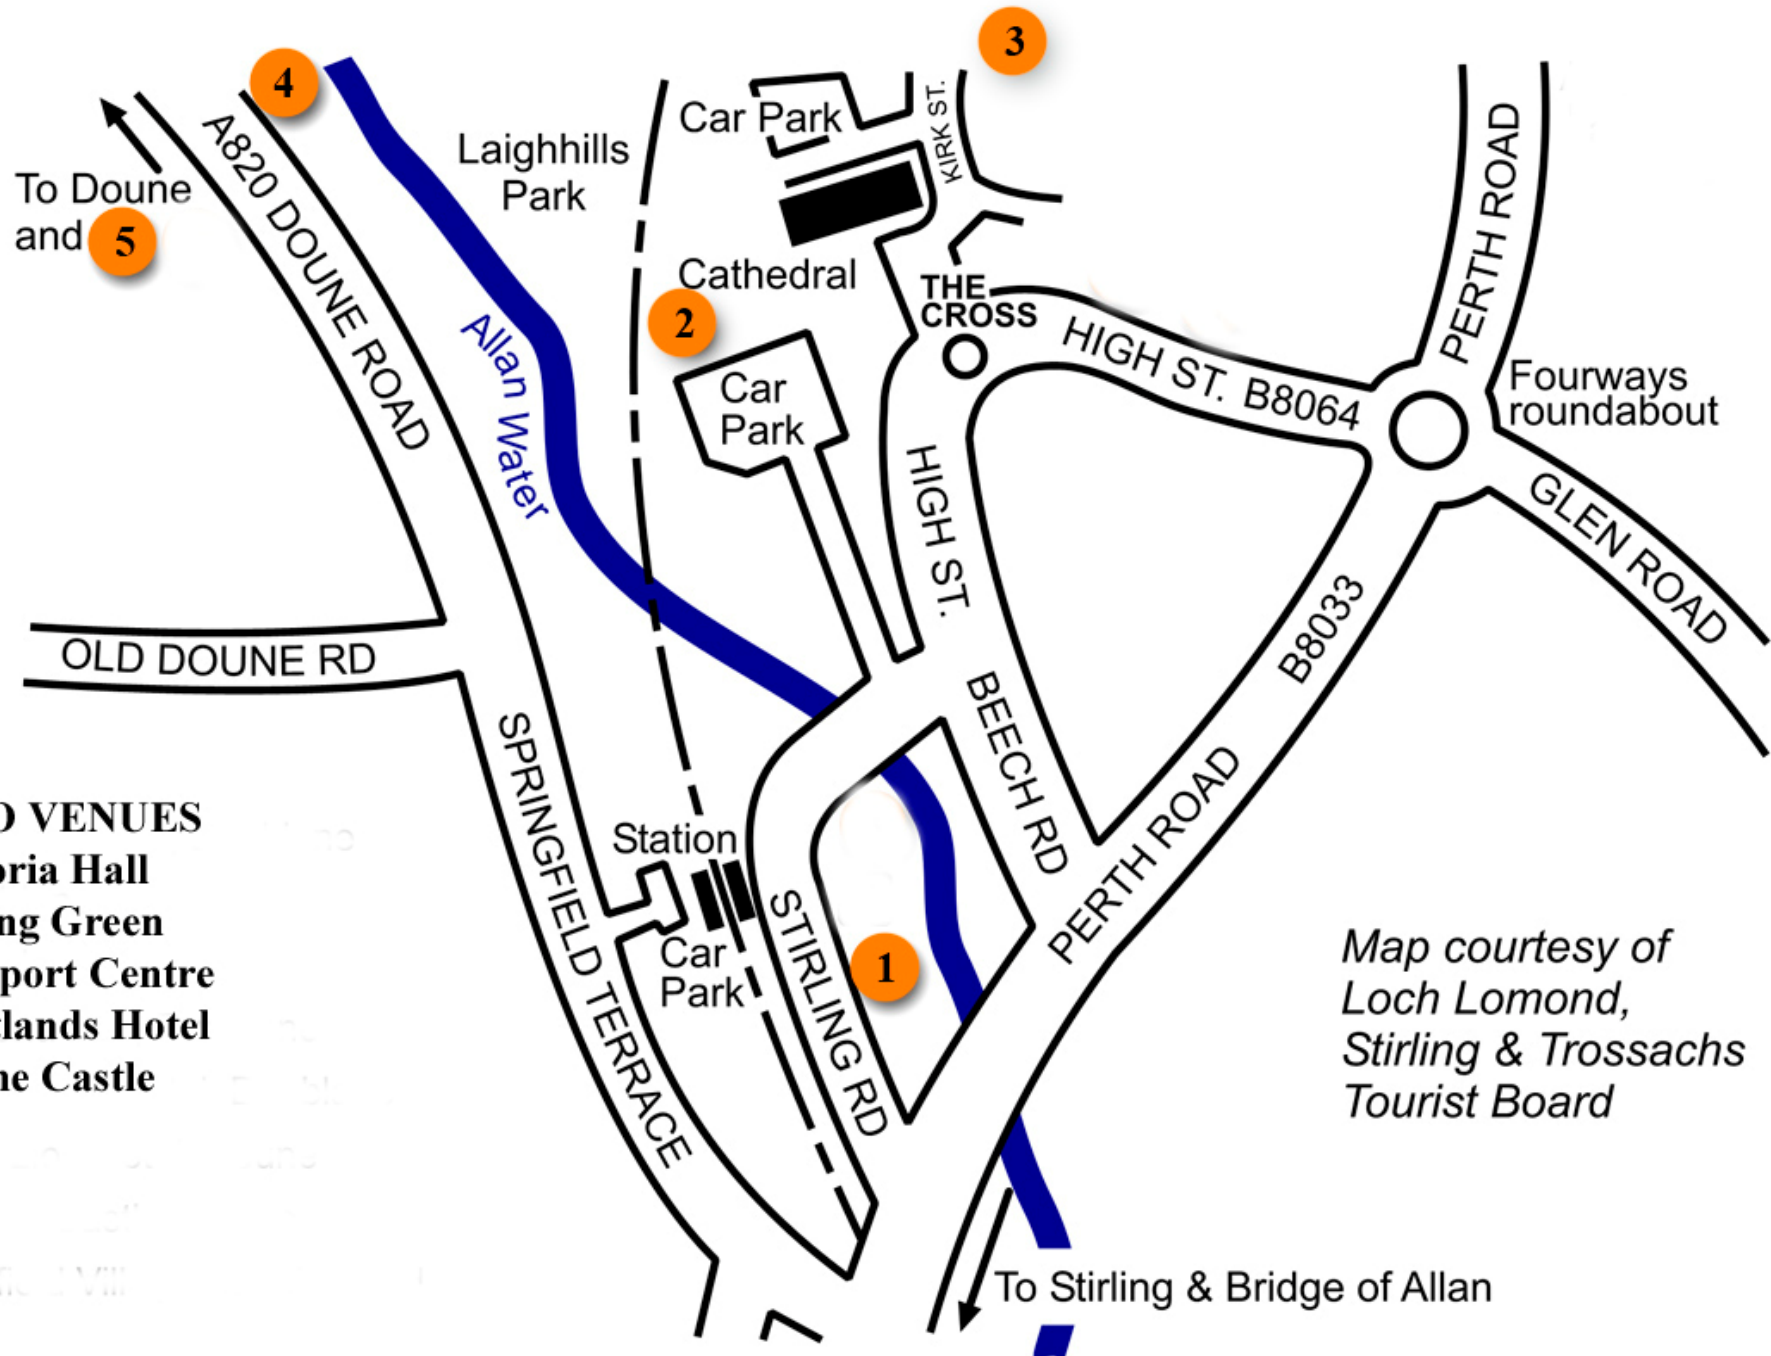 3
4
Car Park
KIRK ST.
Laighhills
Park
A820 DOUNE ROAD
PERTH ROAD
To Doune
and 5
Cathedral
2
THE
CROSS
Allan Water
HIGH ST. B8064
Fourways
roundabout
Car
Park
HIGH ST.
GLEN ROAD
B8033
OLD DOUNE RD
BEECH RD
SPRINGFIELD TERRACE
PERTH ROAD
Station
VENUES
oria Hall
ng Green
port Centre
tlands Hotel
ne Castle
Car
Park
STIRLING RD
1
Map courtesy of
Loch Lomond,
Stirling & Trossachs
Tourist Board
To Stirling & Bridge of Allan